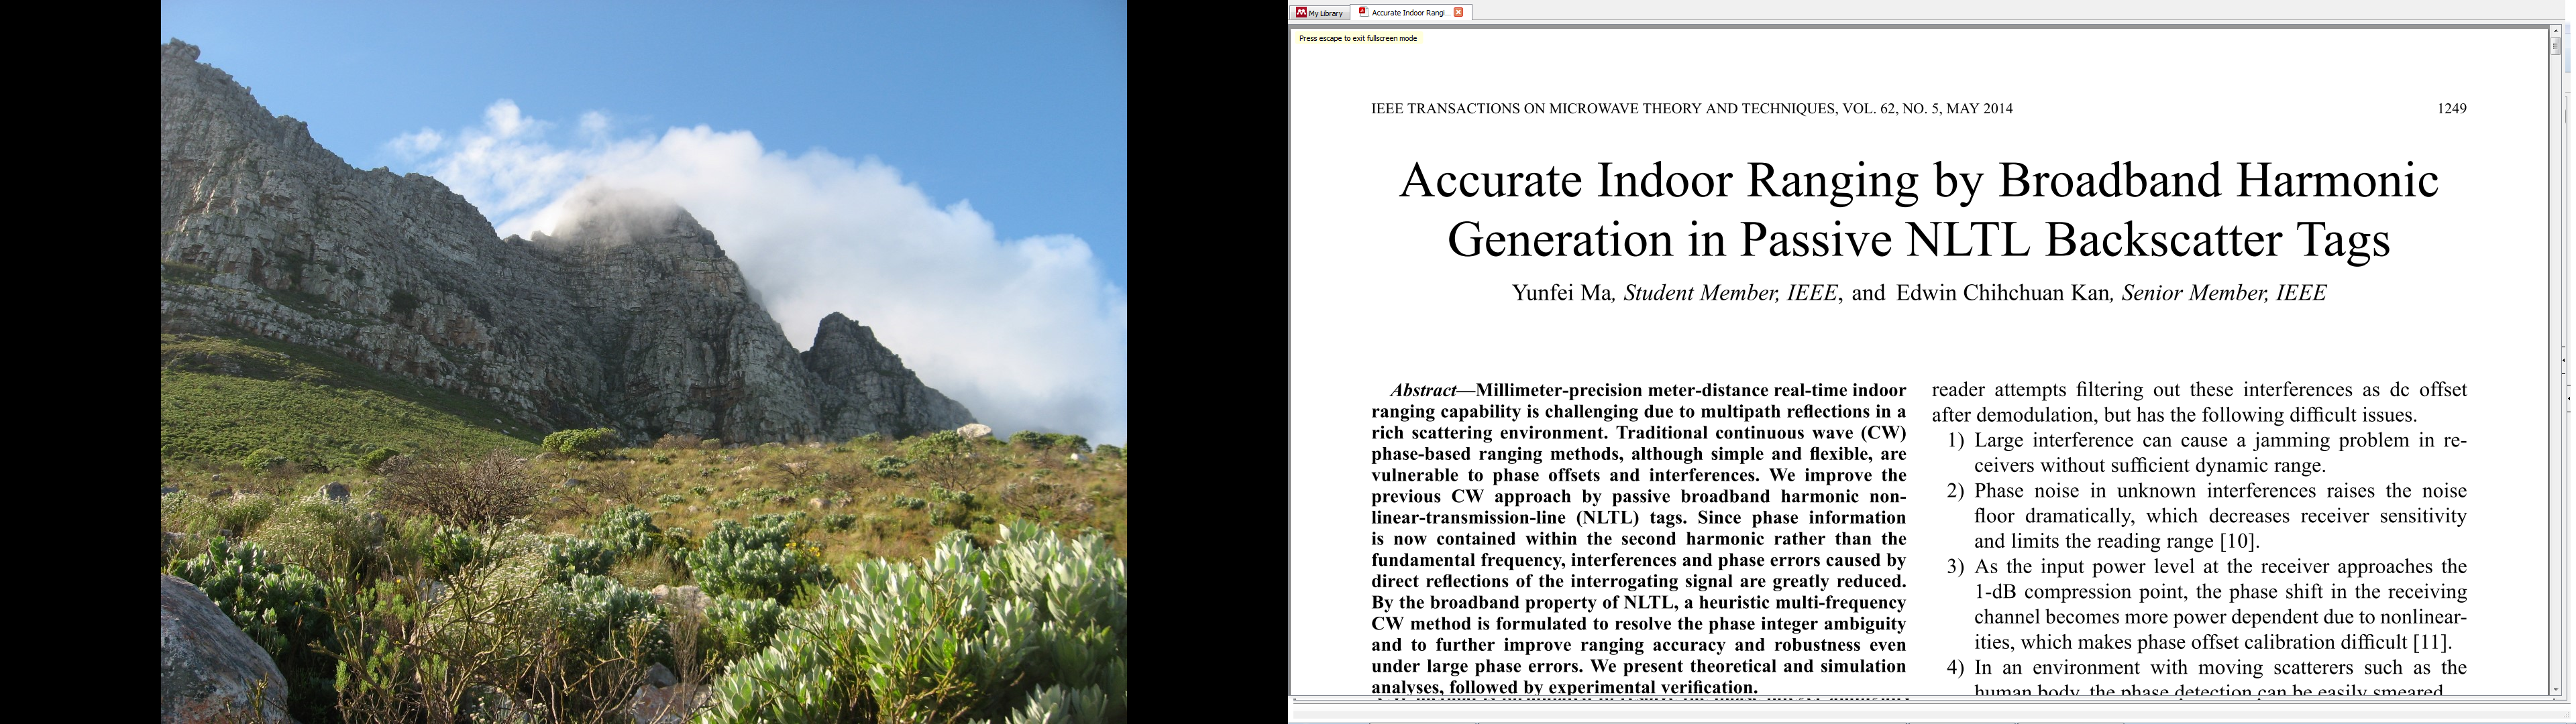 My Library
Accurate Indoor Rangi...
Press escape to exit fullscreen mode
IEEE TRANSACTIONS ON MICROWAVE THEORY AND TECHNIQUES, VOL. 62, NO. 5, MAY 2014
1249
Accurate Indoor Ranging by Broadband Harmonic
Generation in Passive NLTL Backscatter Tags
Yunfei Ma, Student Member, IEEE, and Edwin Chihchuan Kan, Senior Member, IEEE
Abstract—Millimeter-precision meter-distance real-time indoor
ranging capability is challenging due to multipath reflections in a
rich scattering environment. Traditional continuous wave (CW)
phase-based ranging methods, although simple and flexible, are
vulnerable to phase offsets and interferences. We improve the
previous CW approach by passive broadband harmonic non-
linear-transmission-line (NLTL) tags. Since phase information
is now contained within the second harmonic rather than the
fundamental frequency, interferences and phase errors caused by
direct reflections of the interrogating signal are greatly reduced.
By the broadband property of NLTL, a heuristic multi-frequency
CW method is formulated to resolve the phase integer ambiguity
and to further improve ranging accuracy and robustness even
under large phase errors. We present theoretical and simulation
analyses, followed by experimental verification.
reader attempts filtering out these interferences as dc offset
after demodulation, but has the following difficult issues.
1) Large interference can cause a jamming problem in re-
ceivers without sufficient dynamic range.
2) Phase noise in unknown interferences raises the noise
floor dramatically, which decreases receiver sensitivity
and limits the reading range [10].
3) As the input power level at the receiver approaches the
1-dB compression point, the phase shift in the receiving
channel becomes more power dependent due to nonlinear-
ities, which makes phase offset calibration difficult [11].
4) In an environment with moving scatterers such as the
human body, the phase detection can be easily smeared